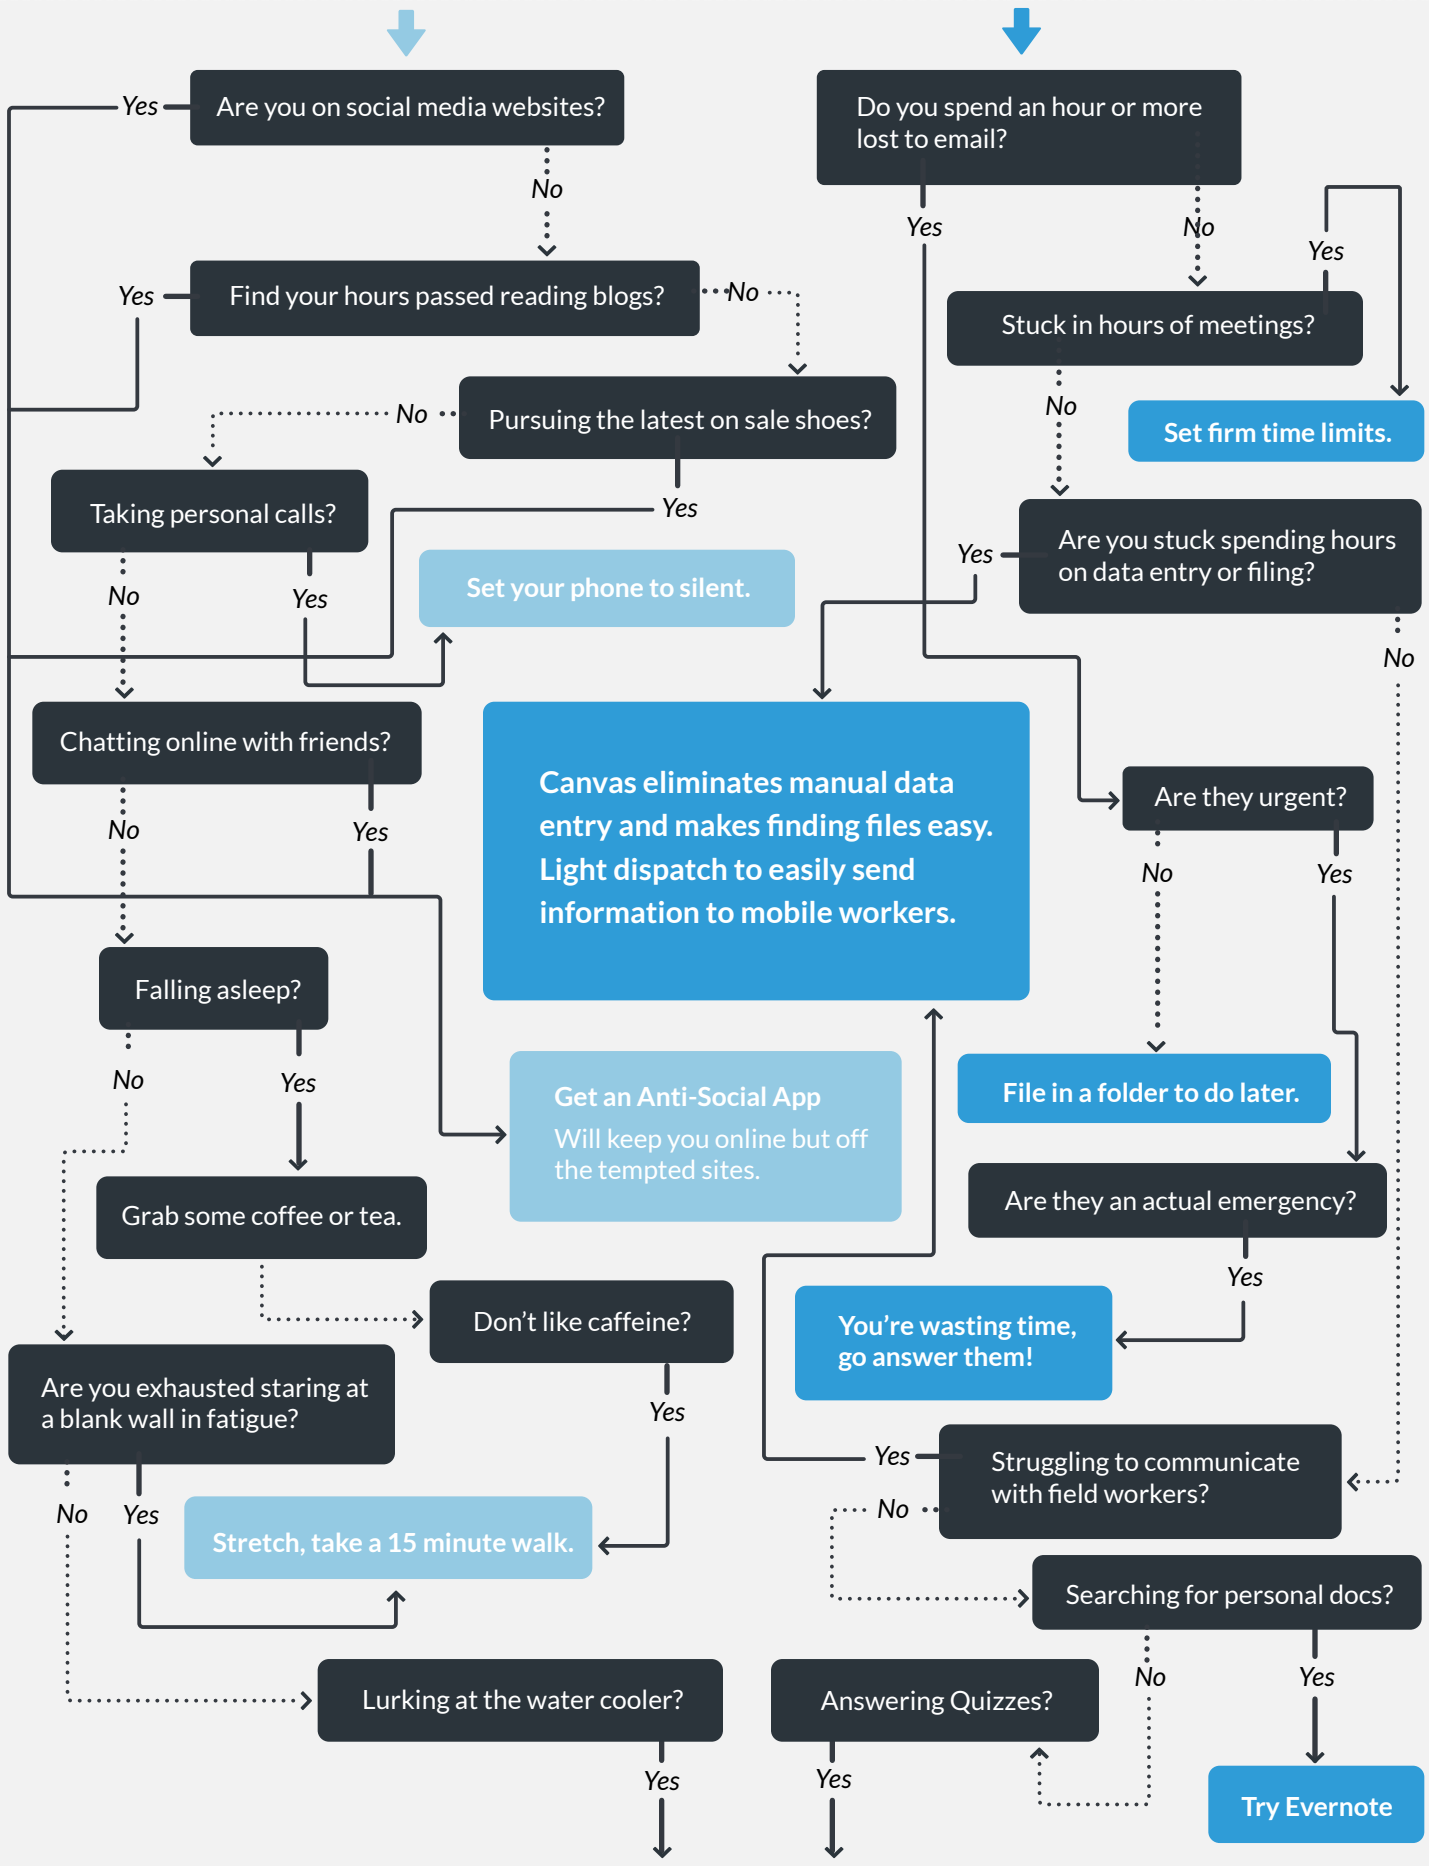 Yes
Are you on social media websites?
No
Yes
Find your hours passed reading blogs?
No
No
Pursuing the latest on sale shoes?
Yes
Taking personal calls?
No
Yes
Set your phone to silent.
Chatting online with friends?
No
Yes
Falling asleep?
No
Yes
Get an Anti-Social App
Will keep you online but off
the tempted sites.
Grab some coffee or tea.
Don't like caffeine?
Yes
Are you exhausted staring at
a blank wall in fatigue?
No
Yes
Stretch, take a 15 minute walk.
Lurking at the water cooler?
Yes
Do you spend an hour or more
lost to email?
Yes
No
Yes
Stuck in hours of meetings?
No
Set firm time limits.
Yes
Are you stuck spending hours
on data entry or filing?
No
Canvas eliminates manual data
entry and makes finding files easy.
Light dispatch to easily send
information to mobile workers.
Are they urgent?
No
Yes
File in a folder to do later.
Are they an actual emergency?
Yes
You're wasting time,
go answer them!
Yes
Struggling to communicate
with field workers?
No
Searching for personal docs?
No
Yes
Answering Quizzes?
Yes
Try Evernote